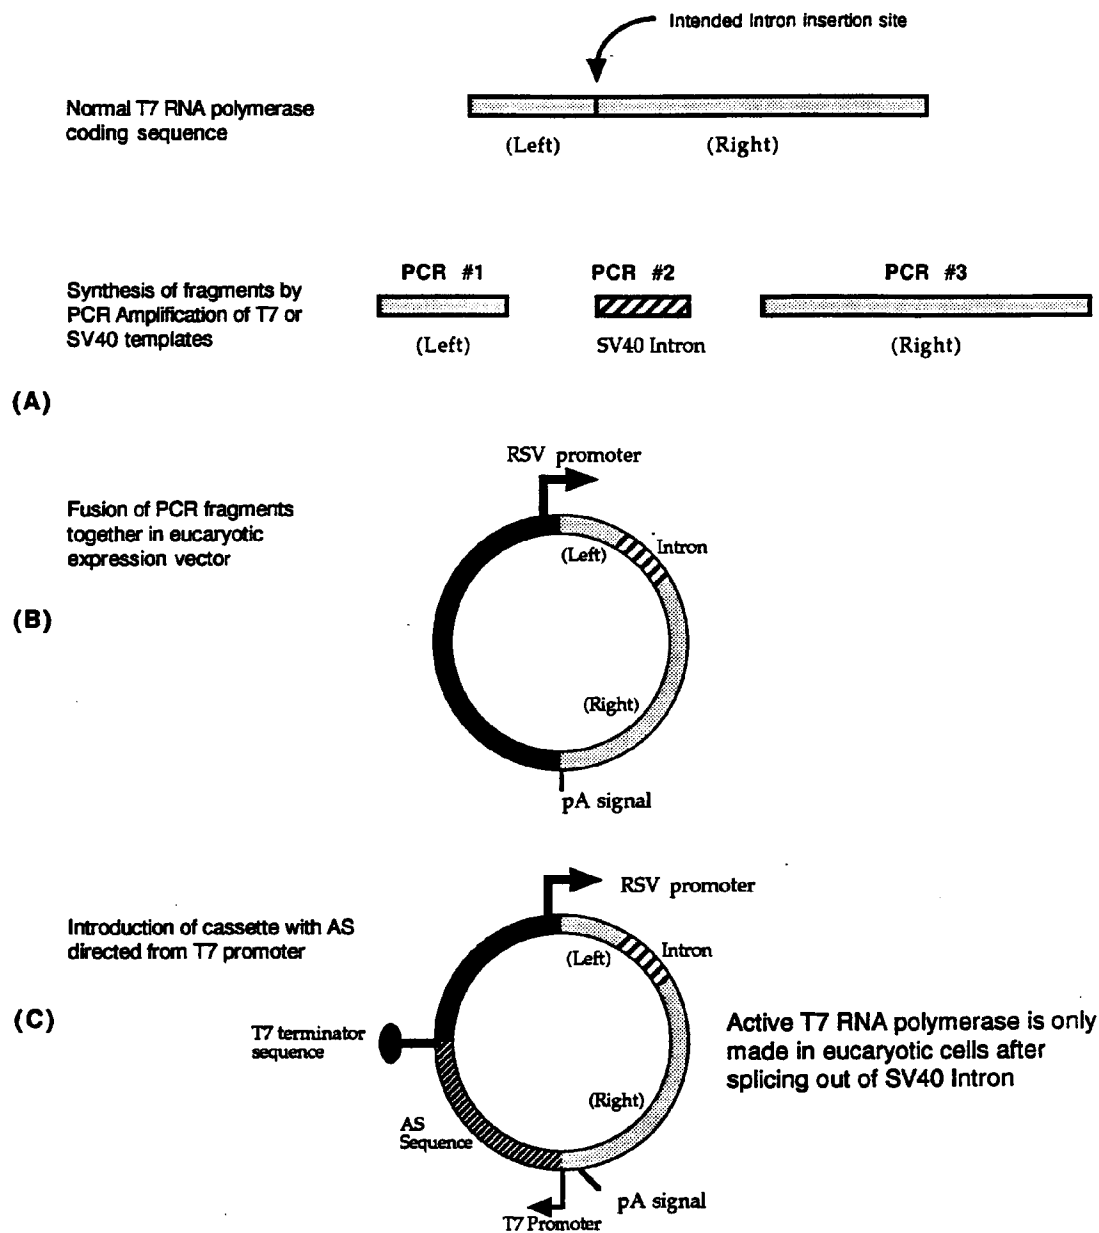 Intended Intron insertion site
Normal T7 RNA polymerase
coding sequence
(Left)
(Right)
PCR #1
PCR #2
PCR #3
Synthesis of fragments by
PCR Amplification of T7 or
SV40 templates
(Left)
SV40 Intron
(Right)
(A)
RSV promoter
Fusion of PCR fragments
together in eucaryotic
expression vector
(Left)
Intron
(B)
(Right)
pA signal
RSV promoter
Introduction of cassette with AS
directed from T7 promoter
(Left)
Intron
(C)
T7 terminator
sequence
Active T7 RNA polymerase is only
made in eucaryotic cells after
splicing out of SV40 Intron
(Right)
AS
Sequence
pA signal
T7 Promoter